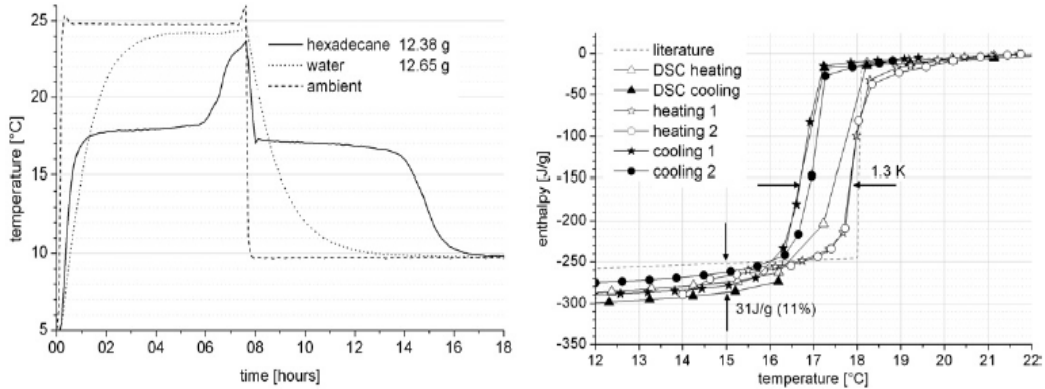 25
20
15
10
5
temperature [°C]
hexadecane 12.38 g
water 12.65 g
ambient
00 02 04 06 08 10 12 14 16 18
time [hours]
0
-50
-100
-150
-200
-250
-300
-350
enthalpy [J/g]
literature
DSC heating
DSC cooling
heating 1
heating 2
cooling 1
cooling 2
1.3 K
31J/g (11%)
12 13 14 15 16 17 18 19 20 21 22
temperature [°C]